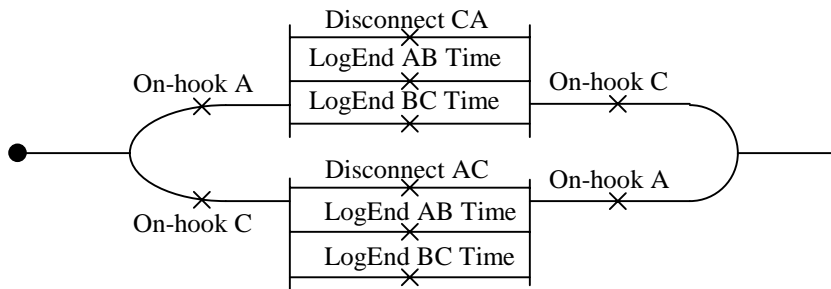 Disconnect CA
LogEnd AB Time
On-hook A
LogEnd BC Time
On-hook C
Disconnect AC
On-hook A
LogEnd AB Time
On-hook C
LogEnd BC Time